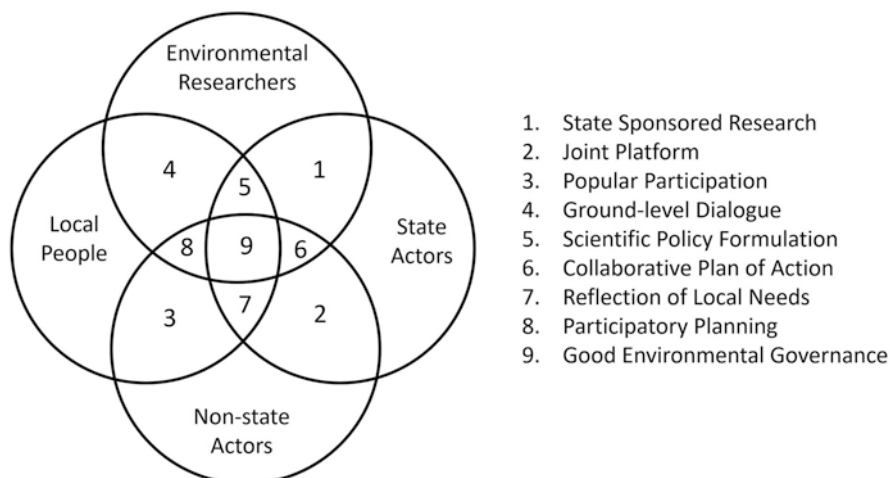 Environmental
Researchers
4
5
1
Local
People
8
9
6
State
Actors
3
7
2
Non-state
Actors
1. State Sponsored Research
2. Joint Platform
3. Popular Participation
4. Ground-level Dialogue
5. Scientific Policy Formulation
6. Collaborative Plan of Action
7. Reflection of Local Needs
8. Participatory Planning
9. Good Environmental Governance